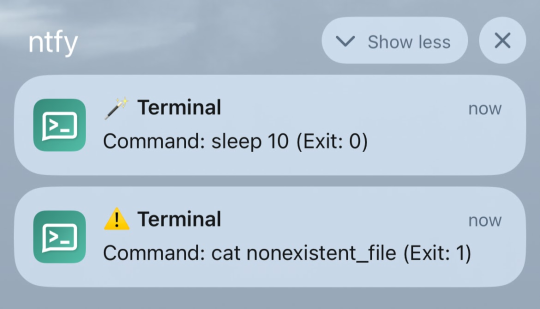 ntfy
Show less
Terminal
now
Command: sleep 10 (Exit: 0)
Terminal
now
Command: cat nonexistent_file (Exit: 1)